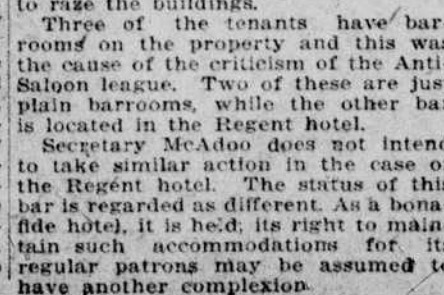 to raze the buildings.
Three of the tenants have bar
rooms on the property and this was
the cause of the criticism of the Anti
Saloon league. Two of these are jus
plain barrooms, while the other ba
is located in the Regent hotel.
Secretary McAdoo does not intend
to take similar action in the case o
the Regent hotel. The status of thi
bar is regarded as different. As a bona
fide hotel, it is held, its right to main
tain such accommodations for its
regular patrons may be assumed to
have another complexion.